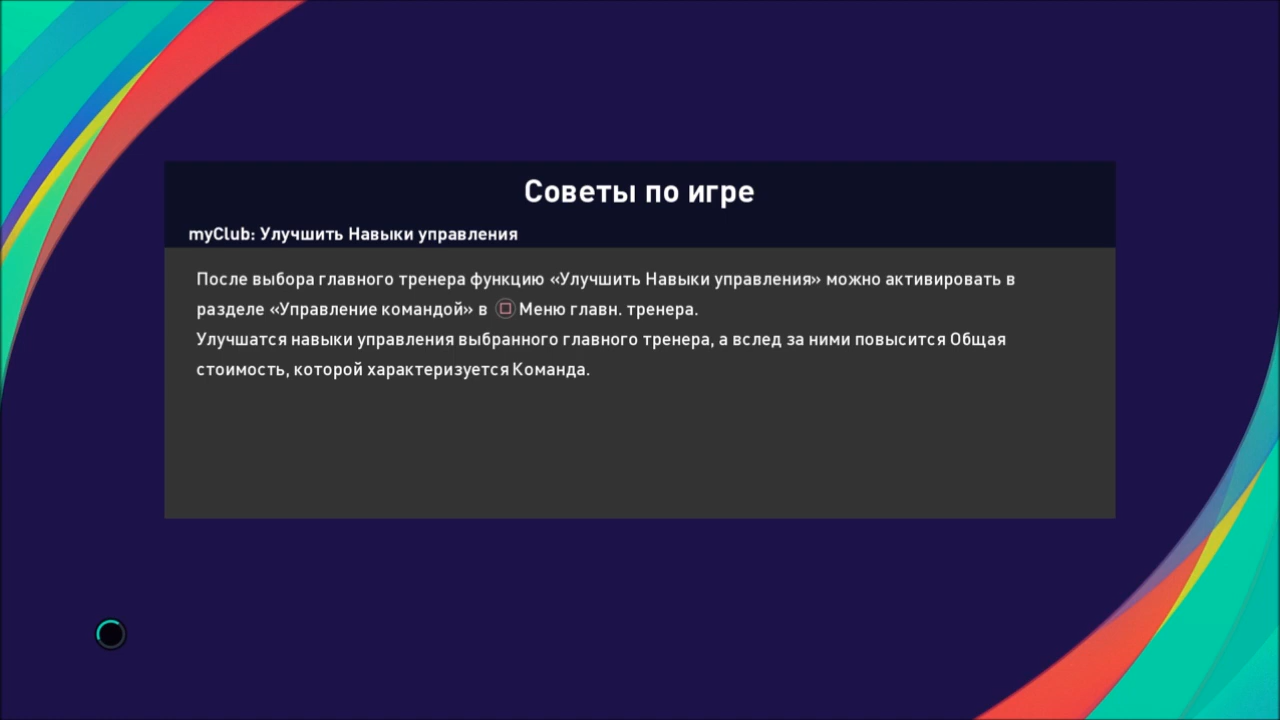 Советы по игре
myClub: Улучшить Навыки управления
После выбора главного тренера функцию «Улучшить Навыки управления» можно активировать в
разделе «Управление командой» в Меню главн. тренера.
Улучшатся навыки управления выбранного главного тренера, а вслед за ними повысится Общая
стоимость, которой характеризуется Команда.